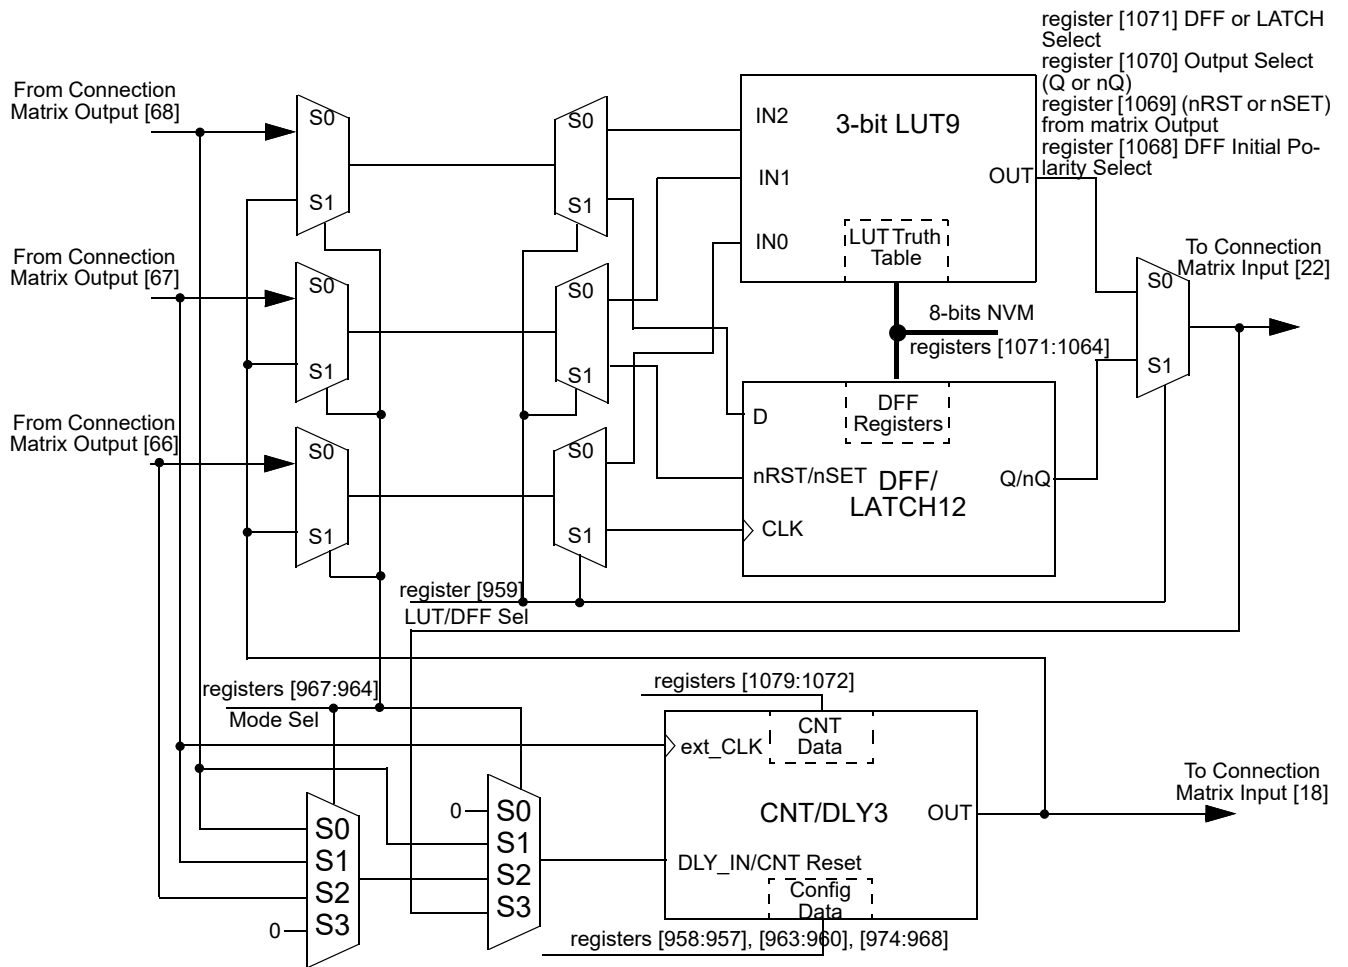 register [1071] DFF or LATCH
Select
register [1070] Output Select
(Q or nQ)
register [1069] (nRST or nSET)
from matrix Output
register [1068] DFF Initial Po-
larity Select
From Connection
Matrix Output [68]
S0
S1
S0
S1
IN2
IN1
IN0
3-bit LUT9
OUT
LUT Truth
Table
From Connection
Matrix Output [67]
S0
S1
S0
S1
8-bits NVM
registers [1071:1064]
To Connection
Matrix Input [22]
S0
S1
From Connection
Matrix Output [66]
S0
S1
S0
S1
D
nRST/nSET
CLK
DFF
Registers
DFF/
LATCH12
Q/nQ
register [959]
LUT/DFF Sel
registers [967:964]
Mode Sel
registers [1079:1072]
ext_CLK
CNT
Data
CNT/DLY3
OUT
DLY_IN/CNT Reset
Config
Data
To Connection
Matrix Input [18]
S0
S1
S2
0
S3
0
S0
S1
S2
S3
registers [958:957], [963:960], [974:968]